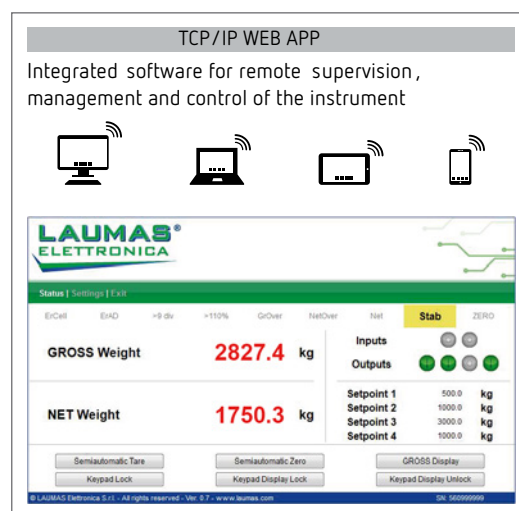 TCP/IP WEB APP
Integrated software for remote supervision,
management and control of the instrument
LAUMAS®
ELETTRONICA
Status | Settings | Exit
ErCell ErAD >9 div >110% GrOver NetOver Net Stab ZERO
GROSS Weight 2827.4 kg
Inputs
Outputs
NET Weight 1750.3 kg
Setpoint 1 500.0 kg
Setpoint 2 1000.0 kg
Setpoint 3 3000.0 kg
Setpoint 4 1000.0 kg
Semiautomatic Tare Semiautomatic Zero GROSS Display
Keypad Lock Keypad Display Lock Keypad Display Unlock
© LAUMAS Elettronica S.r.l. - All rights reserved - Ver. 0.7 - www.laumas.com SN: 560999999